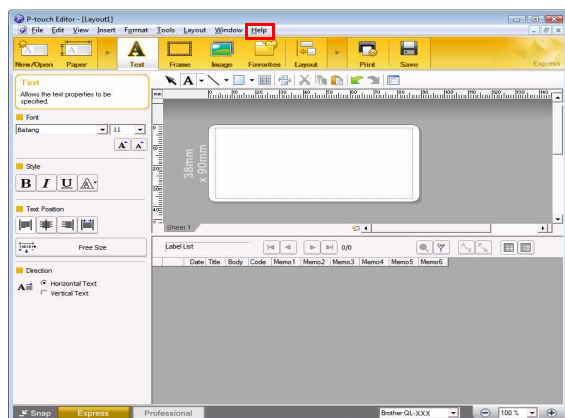 P-touch Editor - [Layout1]
File Edit View Insert Format Tools Layout Window Help
New/Open Paper Text Frame Image Favorites Layout Print Save Express
Text
Allows the text properties to be
specified.
Font
Batang 11
A A
Style
B I U A
Text Position
Free Size
Direction
Horizontal Text
Vertical Text
mm
38mm
x 90mm
Sheet 1
Label List 0/0
Date Title Body Code Memo1 Memo2 Memo3 Memo4 Memo5 Memo6
Snap Express Professional Brother QL-XXX 100 %